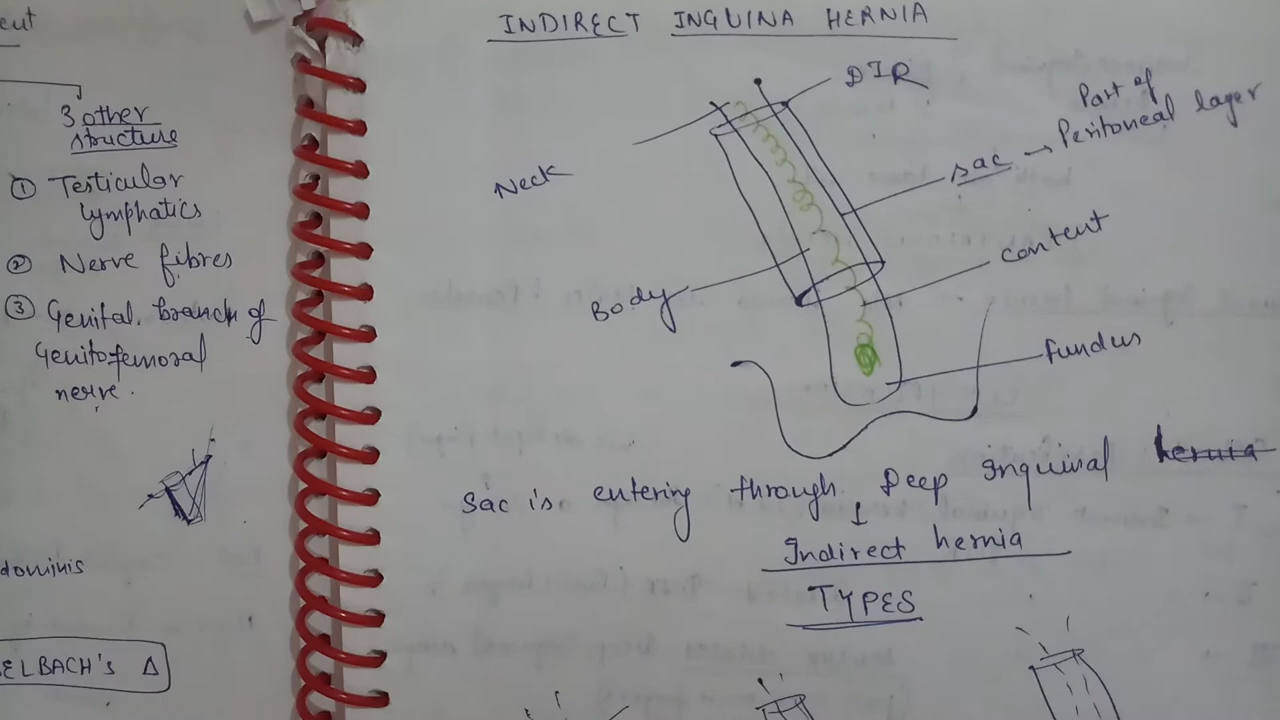 eut
3 other
structure
① Testicular
lymphatics
② Nerve fibres
③ Genital branch of
Genitofemoral
nerve.
dominis
ELBACH'S Δ
INDIRECT INGUINA HERNIA
DIR
Part of
sac → Peritoneal layer
Neck
content
Body
fundus
Sac is entering through Deep inguinal hernia
↓
Indirect hernia
TYPES